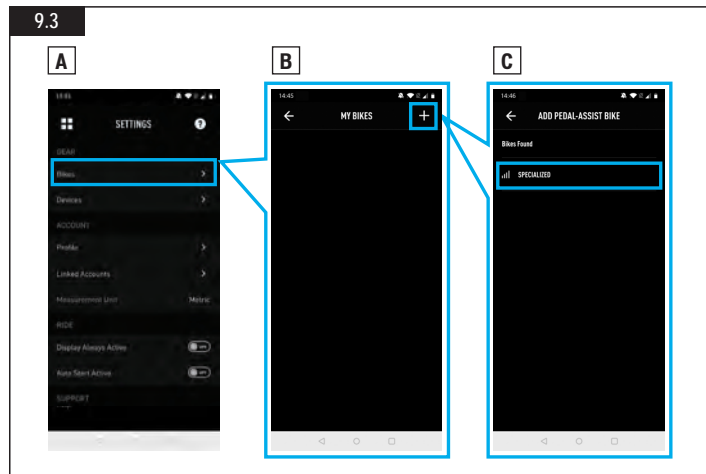 9.3
A
B
C
SETTINGS
?
GEAR
Bikes
Devices
ACCOUNT
Profile
Linked Accounts
Measurement Unit Metric
RIDE
Display Always Active
Auto Start Active
SUPPORT
14:45
MY BIKES
14:46
ADD PEDAL-ASSIST BIKE
Bikes Found
SPECIALIZED